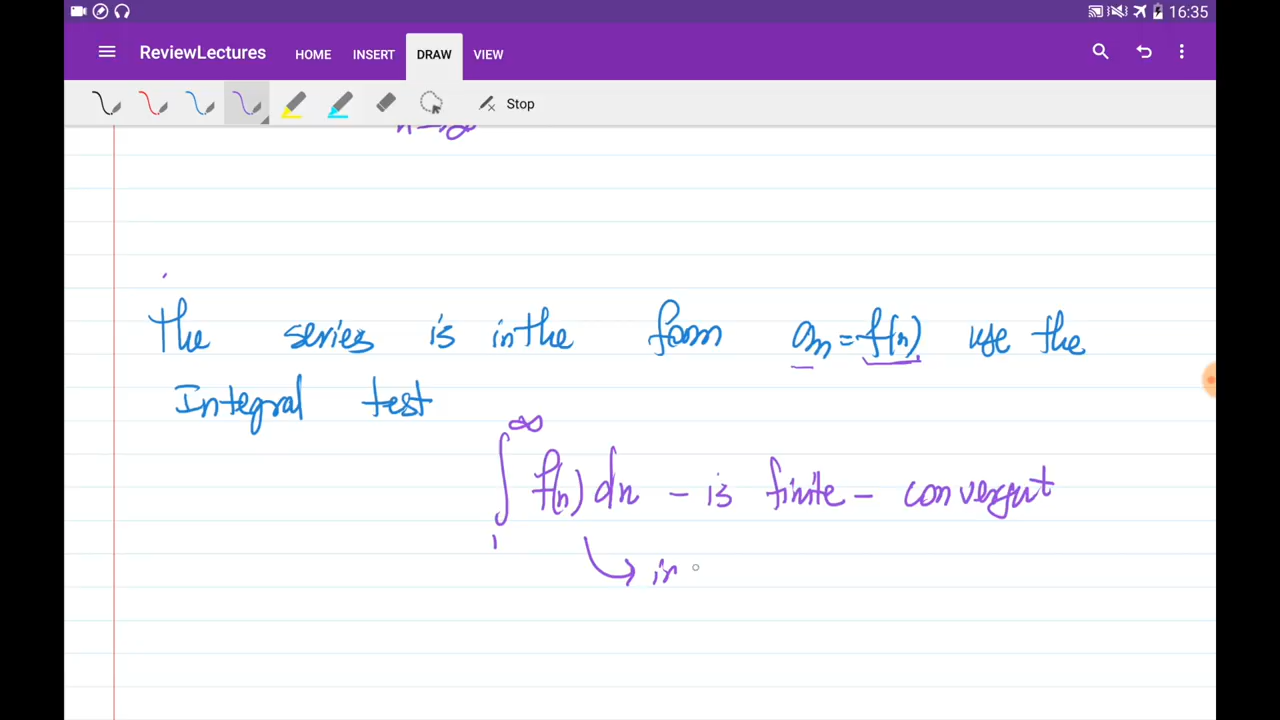 16:35
ReviewLectures HOME INSERT DRAW VIEW
Stop
The series is in the form aₙ = f(n) use the
Integral test
∫₁^∞ f(n) dn - is finite - convergent
in